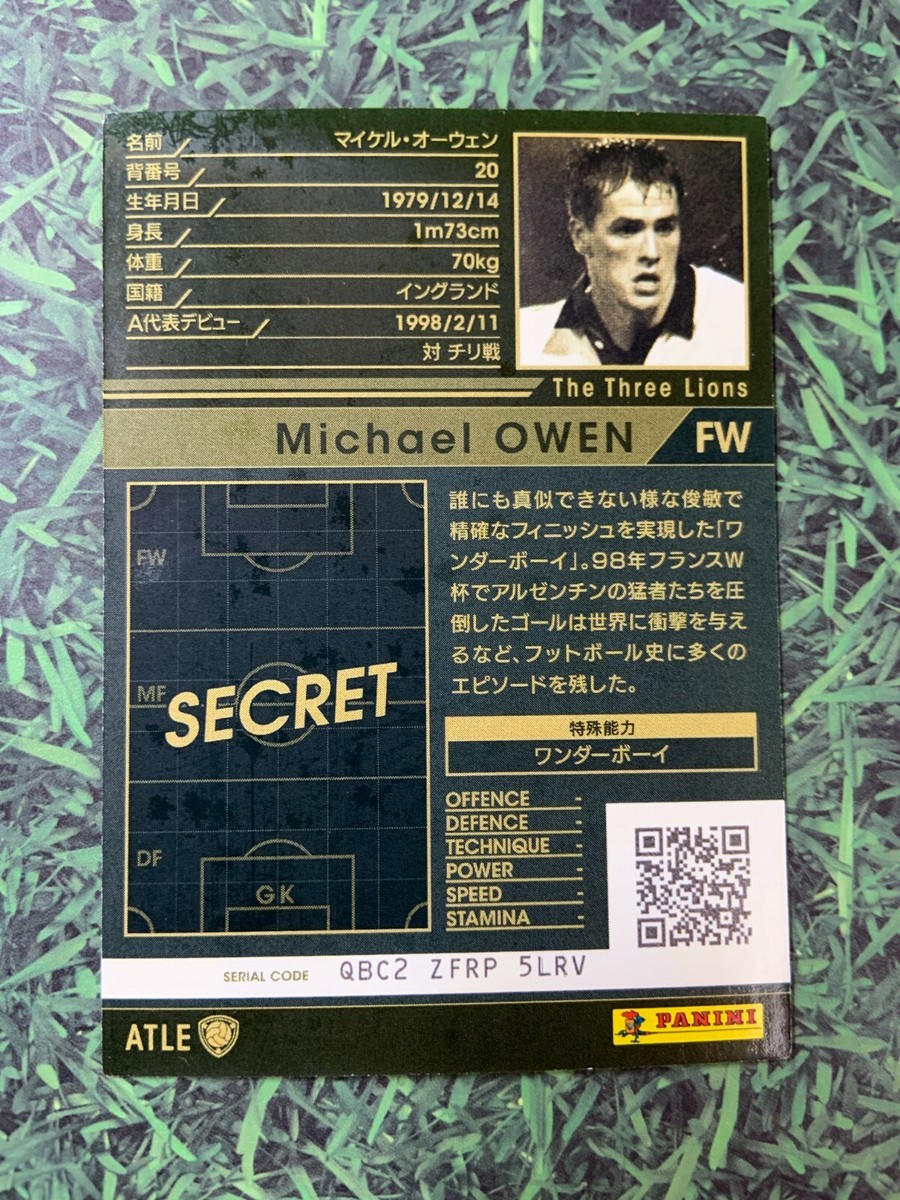 名前 マイケル・オーウェン
背番号 20
生年月日 1979/12/14
身長 1m73cm
体重 70kg
国籍 イングランド
A代表デビュー 1998/2/11
対 チリ戦
The Three Lions
Michael OWEN FW
誰にも真似できない様な俊敏で
精確なフィニッシュを実現した「ワ
ンダーボーイ」。98年フランスW
杯でアルゼンチンの猛者たちを圧
倒したゴールは世界に衝撃を与え
るなど、フットボール史に多くの
エピソードを残した。
FW
MF
SECRET
DF
GK
特殊能力
ワンダーボーイ
OFFENCE -
DEFENCE -
TECHNIQUE -
POWER -
SPEED -
STAMINA -
SERIAL CODE QBC2 ZFRP 5LRV
ATLE
PANINI